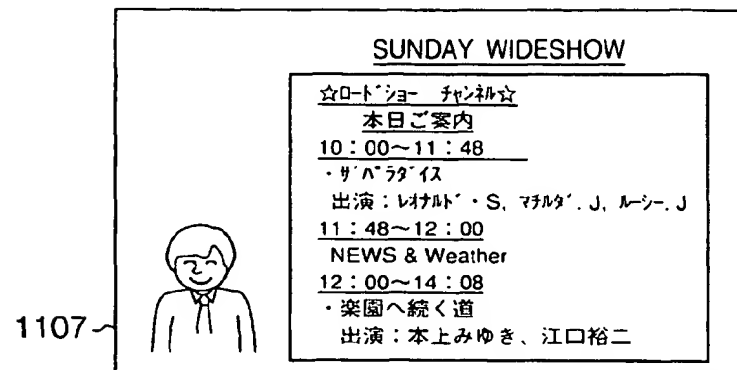 SUNDAY WIDESHOW
☆ロードショー チャンネル☆
本日ご案内
10：00～11：48
・ザパラダイス
出演：レオナルド・S, マチルダ.J, ルーシー.J
11：48～12：00
NEWS & Weather
12：00～14：08
・楽園へ続く道
出演：本上みゆき、江口裕二
1107